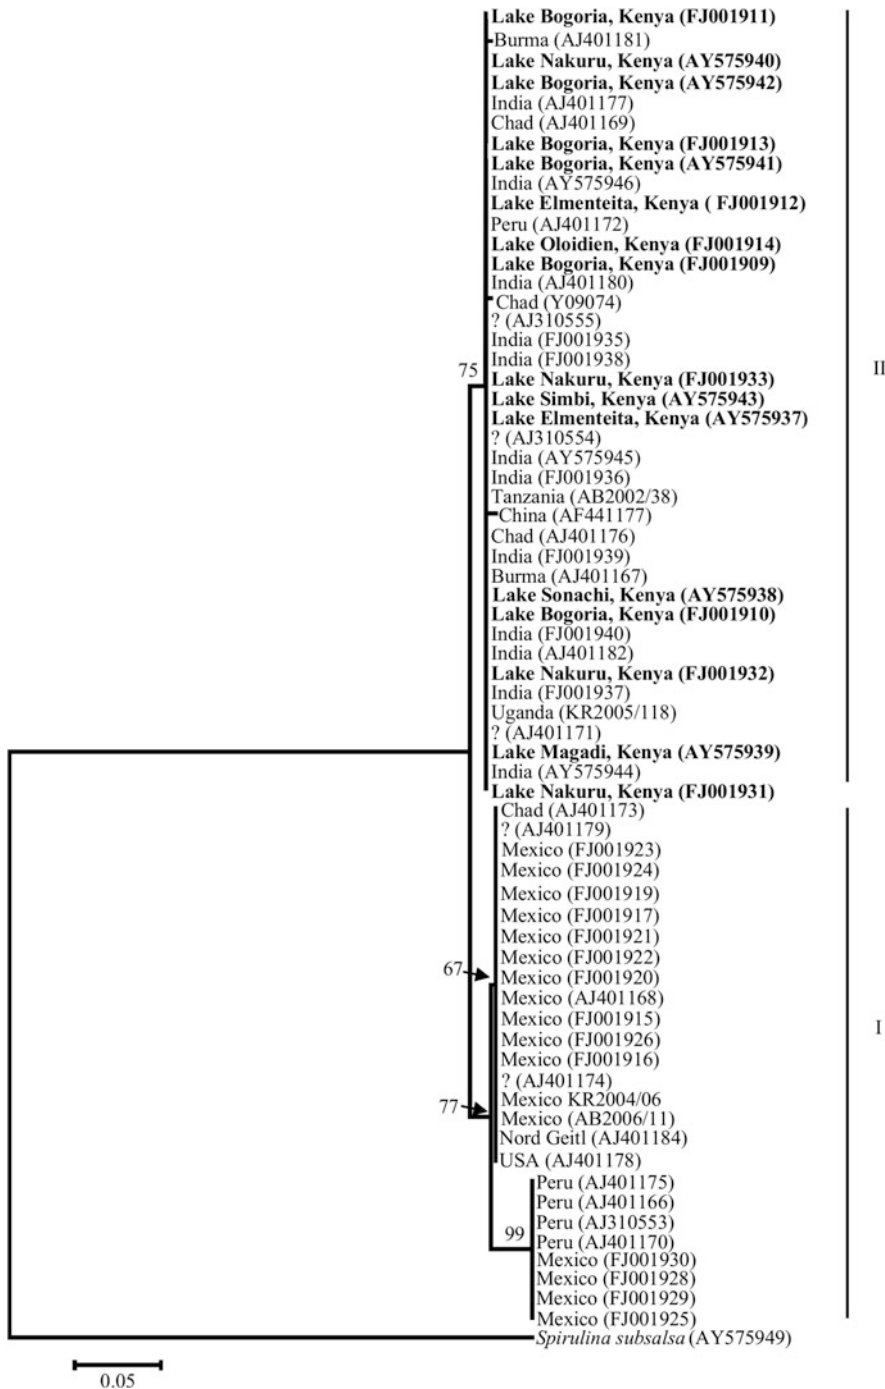 Lake Bogoria, Kenya (FJ001911)
Burma (AJ401181)
Lake Nakuru, Kenya (AY575940)
Lake Bogoria, Kenya (AY575942)
India (AJ401177)
Chad (AJ401169)
Lake Bogoria, Kenya (FJ001913)
Lake Bogoria, Kenya (AY575941)
India (AY575946)
Lake Elmenteita, Kenya ( FJ001912)
Peru (AJ401172)
Lake Oloidien, Kenya (FJ001914)
Lake Bogoria, Kenya (FJ001909)
India (AJ401180)
Chad (Y09074)
? (AJ310555)
India (FJ001935)
India (FJ001938)
75
II
Lake Nakuru, Kenya (FJ001933)
Lake Simbi, Kenya (AY575943)
Lake Elmenteita, Kenya (AY575937)
? (AJ310554)
India (AY575945)
India (FJ001936)
Tanzania (AB2002/38)
China (AF441177)
Chad (AJ401176)
India (FJ001939)
Burma (AJ401167)
Lake Sonachi, Kenya (AY575938)
Lake Bogoria, Kenya (FJ001910)
India (FJ001940)
India (AJ401182)
Lake Nakuru, Kenya (FJ001932)
India (FJ001937)
Uganda (KR2005/118)
? (AJ401171)
Lake Magadi, Kenya (AY575939)
India (AY575944)
Lake Nakuru, Kenya (FJ001931)
Chad (AJ401173)
? (AJ401179)
Mexico (FJ001923)
Mexico (FJ001924)
Mexico (FJ001919)
Mexico (FJ001917)
Mexico (FJ001921)
Mexico (FJ001922)
67
Mexico (FJ001920)
Mexico (AJ401168)
Mexico (FJ001915)
I
Mexico (FJ001926)
Mexico (FJ001916)
? (AJ401174)
Mexico KR2004/06
77
Mexico (AB2006/11)
Nord Geitl (AJ401184)
USA (AJ401178)
Peru (AJ401175)
Peru (AJ401166)
Peru (AJ310553)
99
Peru (AJ401170)
Mexico (FJ001930)
Mexico (FJ001928)
Mexico (FJ001929)
Mexico (FJ001925)
Spirulina subsalsa (AY575949)
0.05